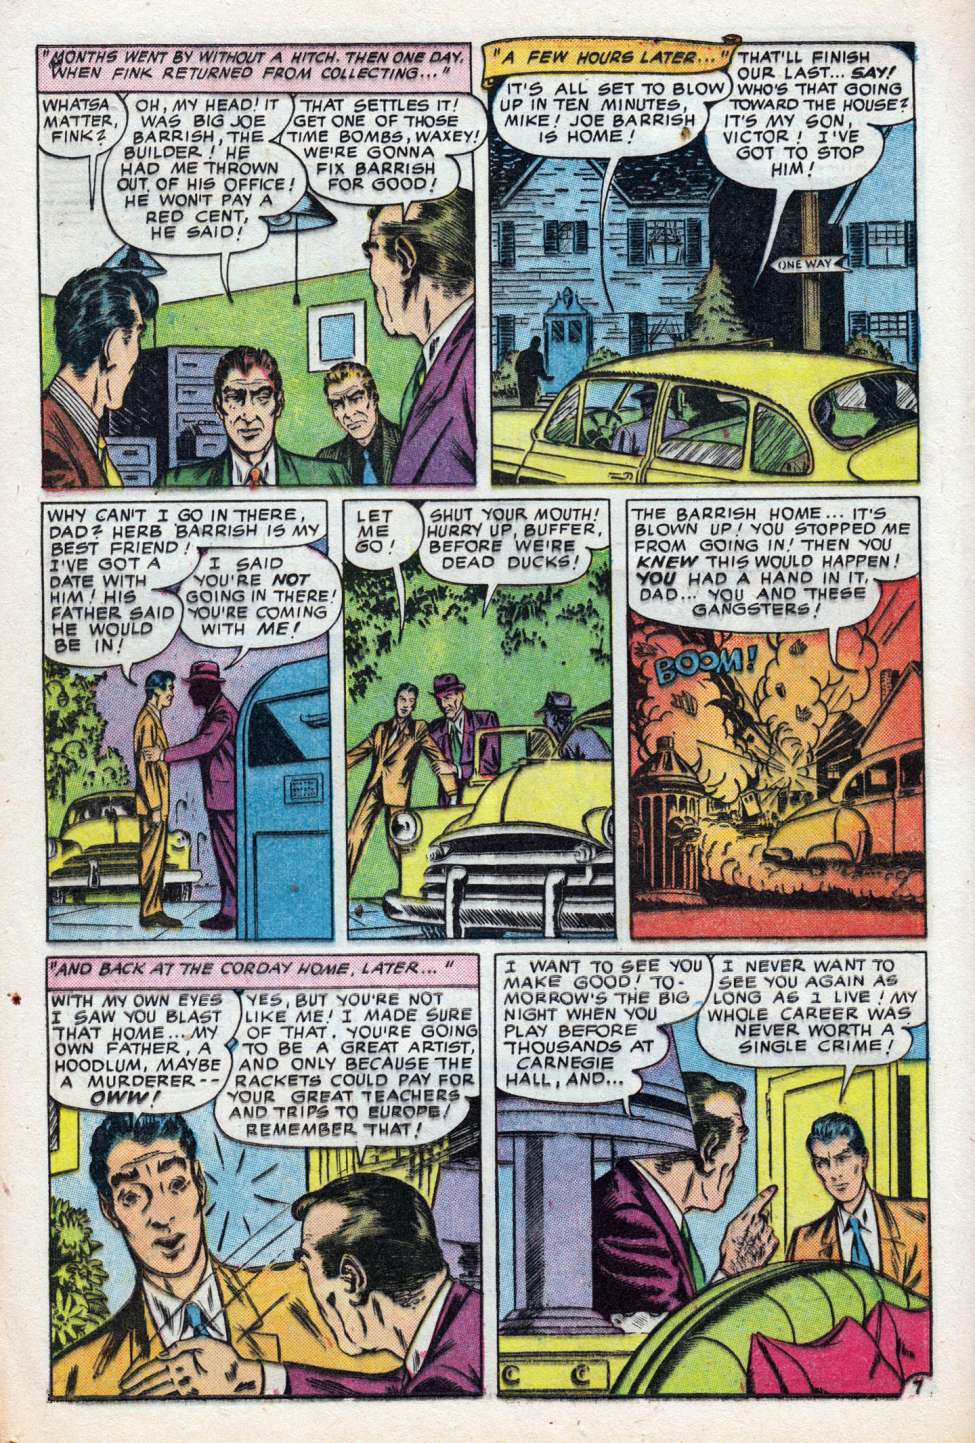 "MONTHS WENT BY WITHOUT A HITCH. THEN ONE DAY,
WHEN FINK RETURNED FROM COLLECTING..."
WHATSA
MATTER,
FINK?
OH, MY HEAD! IT
WAS BIG JOE
BARRISH, THE
BUILDER! HE
HAD ME THROWN
OUT OF HIS OFFICE!
HE WON'T PAY A
RED CENT,
HE SAID!
THAT SETTLES IT!
GET ONE OF THOSE
TIME BOMBS, WAXEY!
WE'RE GONNA
FIX BARRISH
FOR GOOD!
"A FEW HOURS LATER..."
IT'S ALL SET TO BLOW
UP IN TEN MINUTES,
MIKE! JOE BARRISH
IS HOME!
THAT'LL FINISH
OUR LAST... SAY!
WHO'S THAT GOING
TOWARD THE HOUSE?
IT'S MY SON,
VICTOR! I'VE
GOT TO STOP
HIM!
ONE WAY
WHY CAN'T I GO IN THERE,
DAD? HERB BARRISH IS MY
BEST FRIEND!
I'VE GOT A
DATE WITH
HIM! HIS
FATHER SAID
HE WOULD
BE IN!
I SAID
YOU'RE NOT
GOING IN THERE!
YOU'RE COMING
WITH ME!
LET
ME
GO!
SHUT YOUR MOUTH!
HURRY UP, BUFFER,
BEFORE WE'RE
DEAD DUCKS!
THE BARRISH HOME... IT'S
BLOWN UP! YOU STOPPED ME
FROM GOING IN! THEN YOU
KNEW THIS WOULD HAPPEN!
YOU HAD A HAND IN IT,
DAD... YOU AND THESE
GANGSTERS!
BOOM!
"AND BACK AT THE CORDAY HOME, LATER..."
WITH MY OWN EYES
I SAW YOU BLAST
THAT HOME... MY
OWN FATHER, A
HOODLUM, MAYBE
A MURDERER--
OWW!
YES, BUT YOU'RE NOT
LIKE ME! I MADE SURE
OF THAT. YOU'RE GOING
TO BE A GREAT ARTIST,
AND ONLY BECAUSE THE
RACKETS COULD PAY FOR
YOUR GREAT TEACHERS
AND TRIPS TO EUROPE!
REMEMBER THAT!
I WANT TO SEE YOU
MAKE GOOD! TO-
MORROW'S THE BIG
NIGHT WHEN YOU
PLAY BEFORE
THOUSANDS AT
CARNEGIE
HALL, AND...
I NEVER WANT TO
SEE YOU AGAIN AS
LONG AS I LIVE! MY
WHOLE CAREER WAS
NEVER WORTH A
SINGLE CRIME!
7